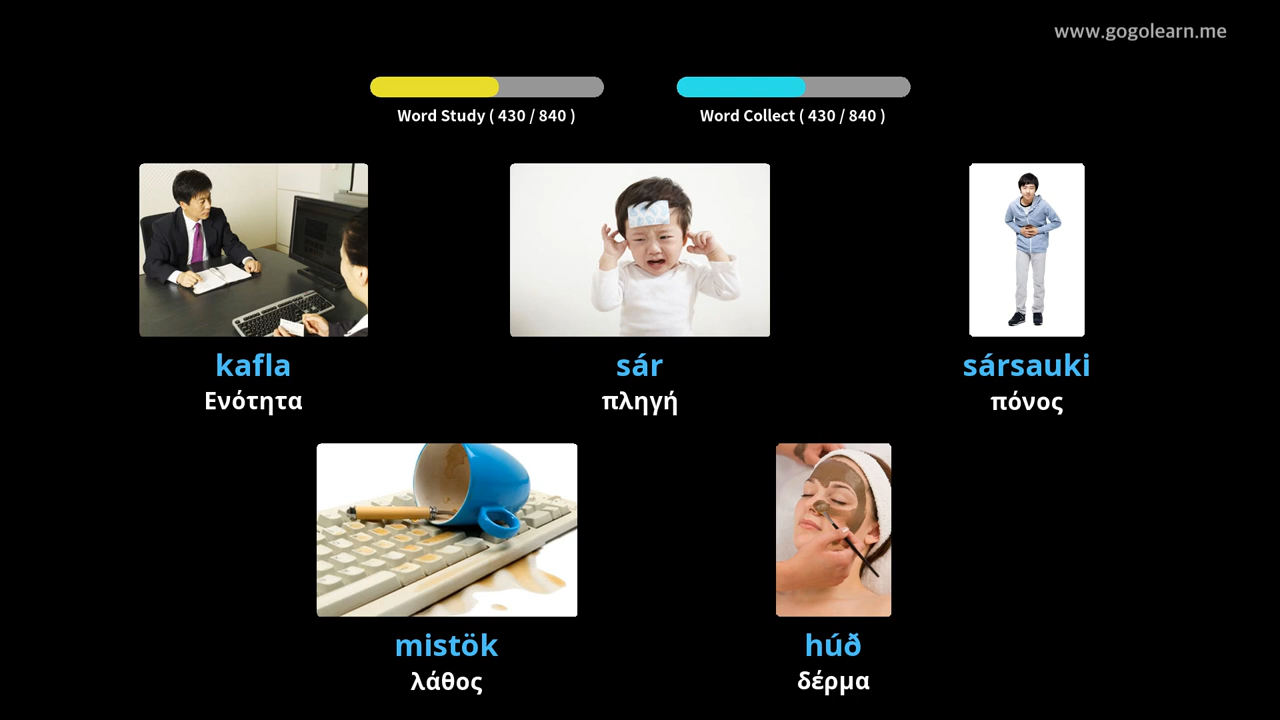 www.gogolearn.me
Word Study ( 430 / 840 )
Word Collect ( 430 / 840 )
kafla
Ενότητα
sár
πληγή
sársauki
πόνος
mistök
λάθος
húð
δέρμα